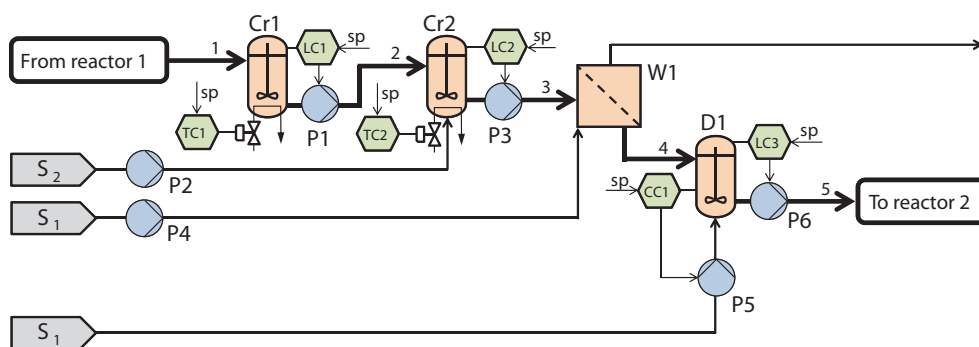 Cr1
Cr2
LC1
sp
LC2
sp
1
2
From reactor 1
W1
sp
sp
3
TC1
P1
TC2
P3
D1
S2
P2
4
LC3
sp
sp
CC1
5
To reactor 2
S1
P4
P6
P5
S1